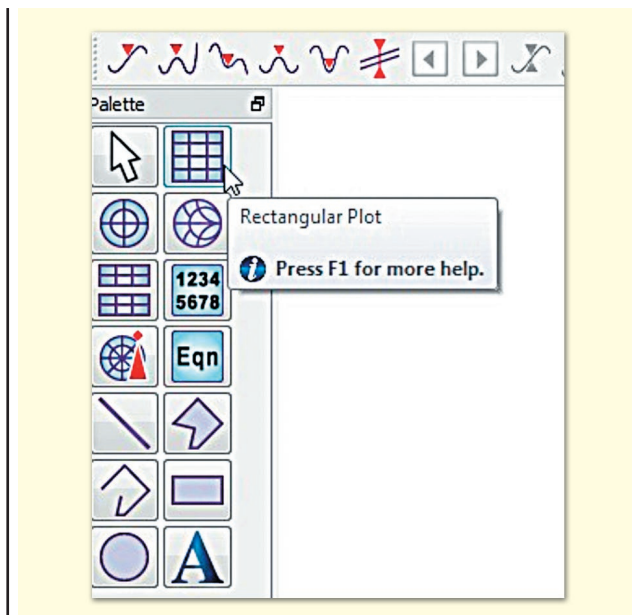 Palette
Rectangular Plot
i Press F1 for more help.
1234
5678
Eqn
A